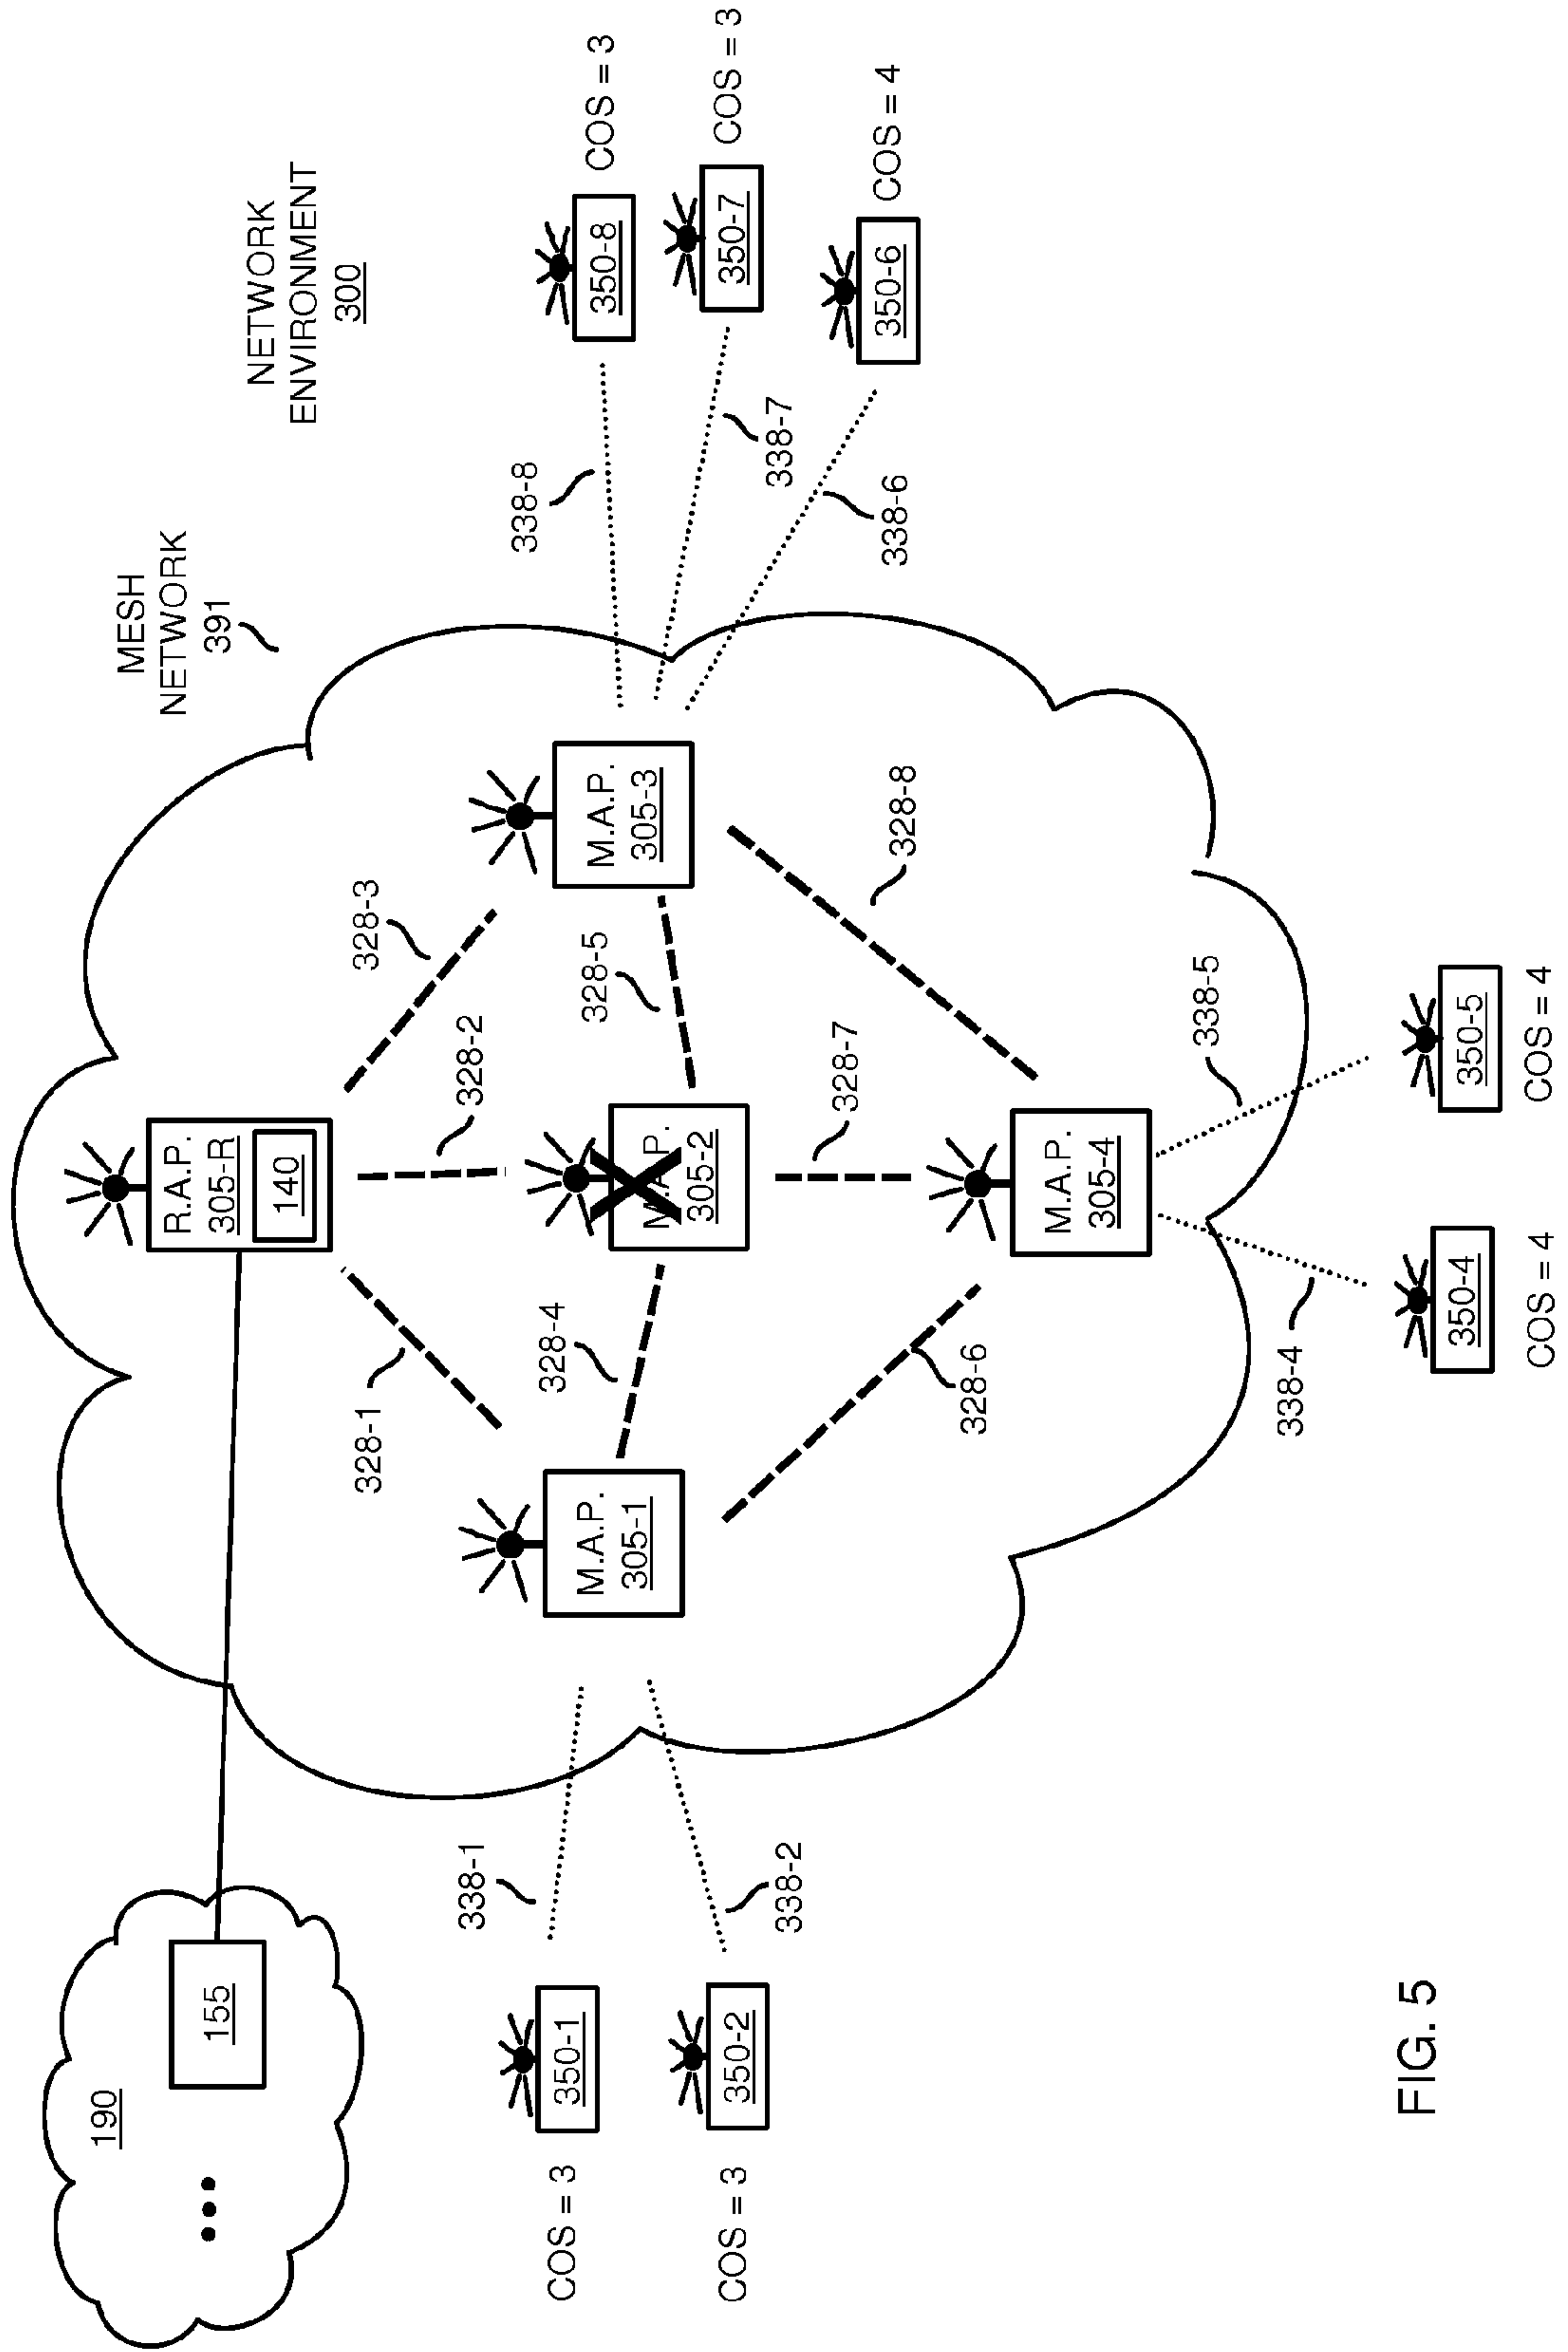 NETWORK
ENVIRONMENT
300
MESH
NETWORK
391
190
155
R.A.P.
305-R
140
328-1
328-2
328-3
M.A.P.
305-1
M.A.P.
305-2
M.A.P.
305-3
328-4
328-5
328-6
328-7
328-8
M.A.P.
305-4
338-1
338-2
350-1
COS = 3
350-2
COS = 3
338-8
338-7
338-6
350-8
COS = 3
350-7
COS = 3
350-6
COS = 4
338-4
338-5
350-4
COS = 4
350-5
COS = 4
FIG. 5